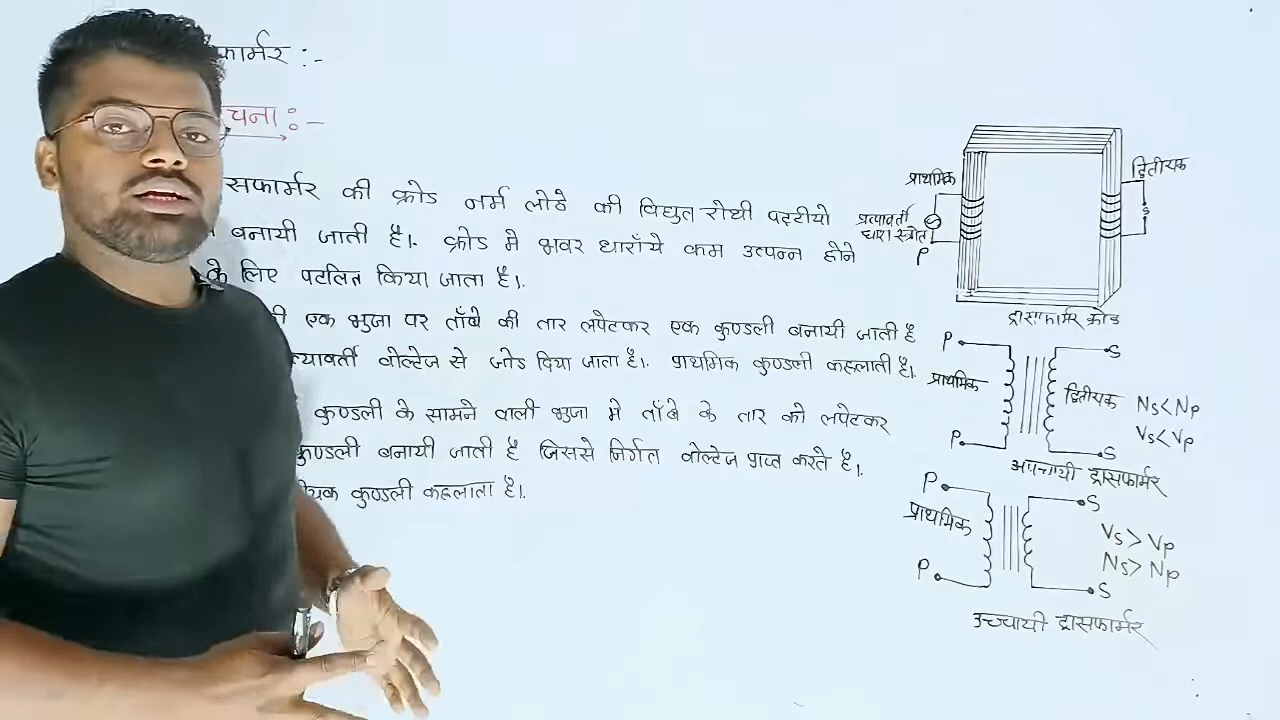 फार्मर :-
चना :-
सफार्मर की क्रोड नर्म लोहे की विद्युत रोधी पट्टीयो
बनायी जाती है। क्रोड मे भवर धाराँये कम उत्पन्न होने
के लिए पटलित किया जाता है।
एक भुजा पर ताँबे की तार लपेटकर एक कुण्डली बनायी जाती है
त्यावर्ती वोल्टेज से जोड दिया जाता है। प्राथमिक कुण्डली कहलाती है।
कुण्डली के सामने वाली भुजा मे ताँबे के तार को लपेटकर
कुण्डली बनायी जाती है जिससे निर्गत वोल्टेज प्राप्त करते है।
यक कुण्डली कहलाता है।
प्राथमिक
द्वितीयक
प्रत्यावर्ती
धारा स्त्रोत
P
S
ट्रासफार्मर क्रोड
P
S
प्राथमिक
द्वितीयक
Ns<Np
Vs<Vp
P
S
अपचायी ट्रासफार्मर
P
S
प्राथमिक
Vs>Vp
Ns>Np
P
S
उच्चायी ट्रासफार्मर